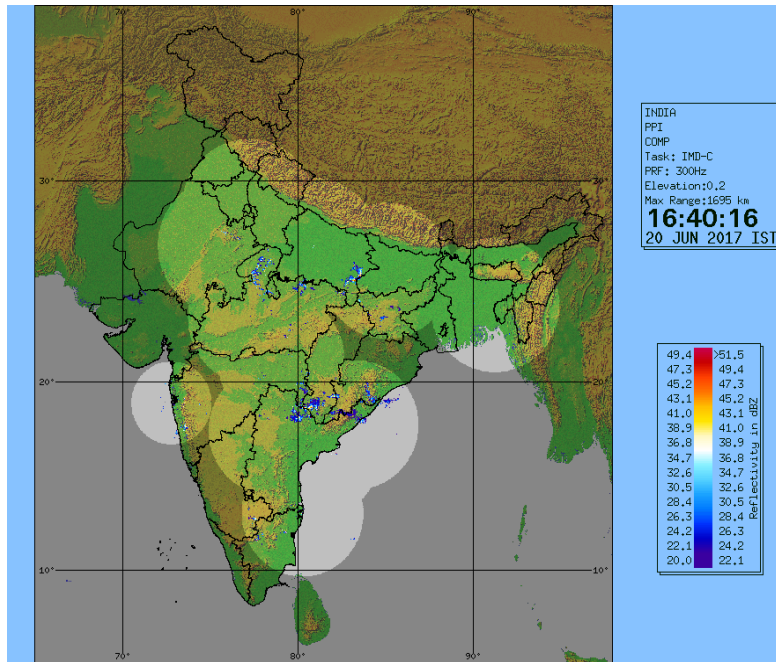 70° 80° 90°
30° 30°
20° 20°
10° 10°
70° 80° 90°
INDIA
PPI
COMP
Task: IMD-C
PRF: 300Hz
Elevation:0.2
Max Range:1695 km
16:40:16
20 JUN 2017 IST
49.4 >51.5
47.3 49.4
45.2 47.3
43.1 45.2
41.0 43.1
38.9 41.0
36.8 38.9
34.7 36.8
32.6 34.7
30.5 32.6
28.4 30.5
26.3 28.4
24.2 26.3
22.1 24.2
20.0 22.1
Reflectivity in dBZ